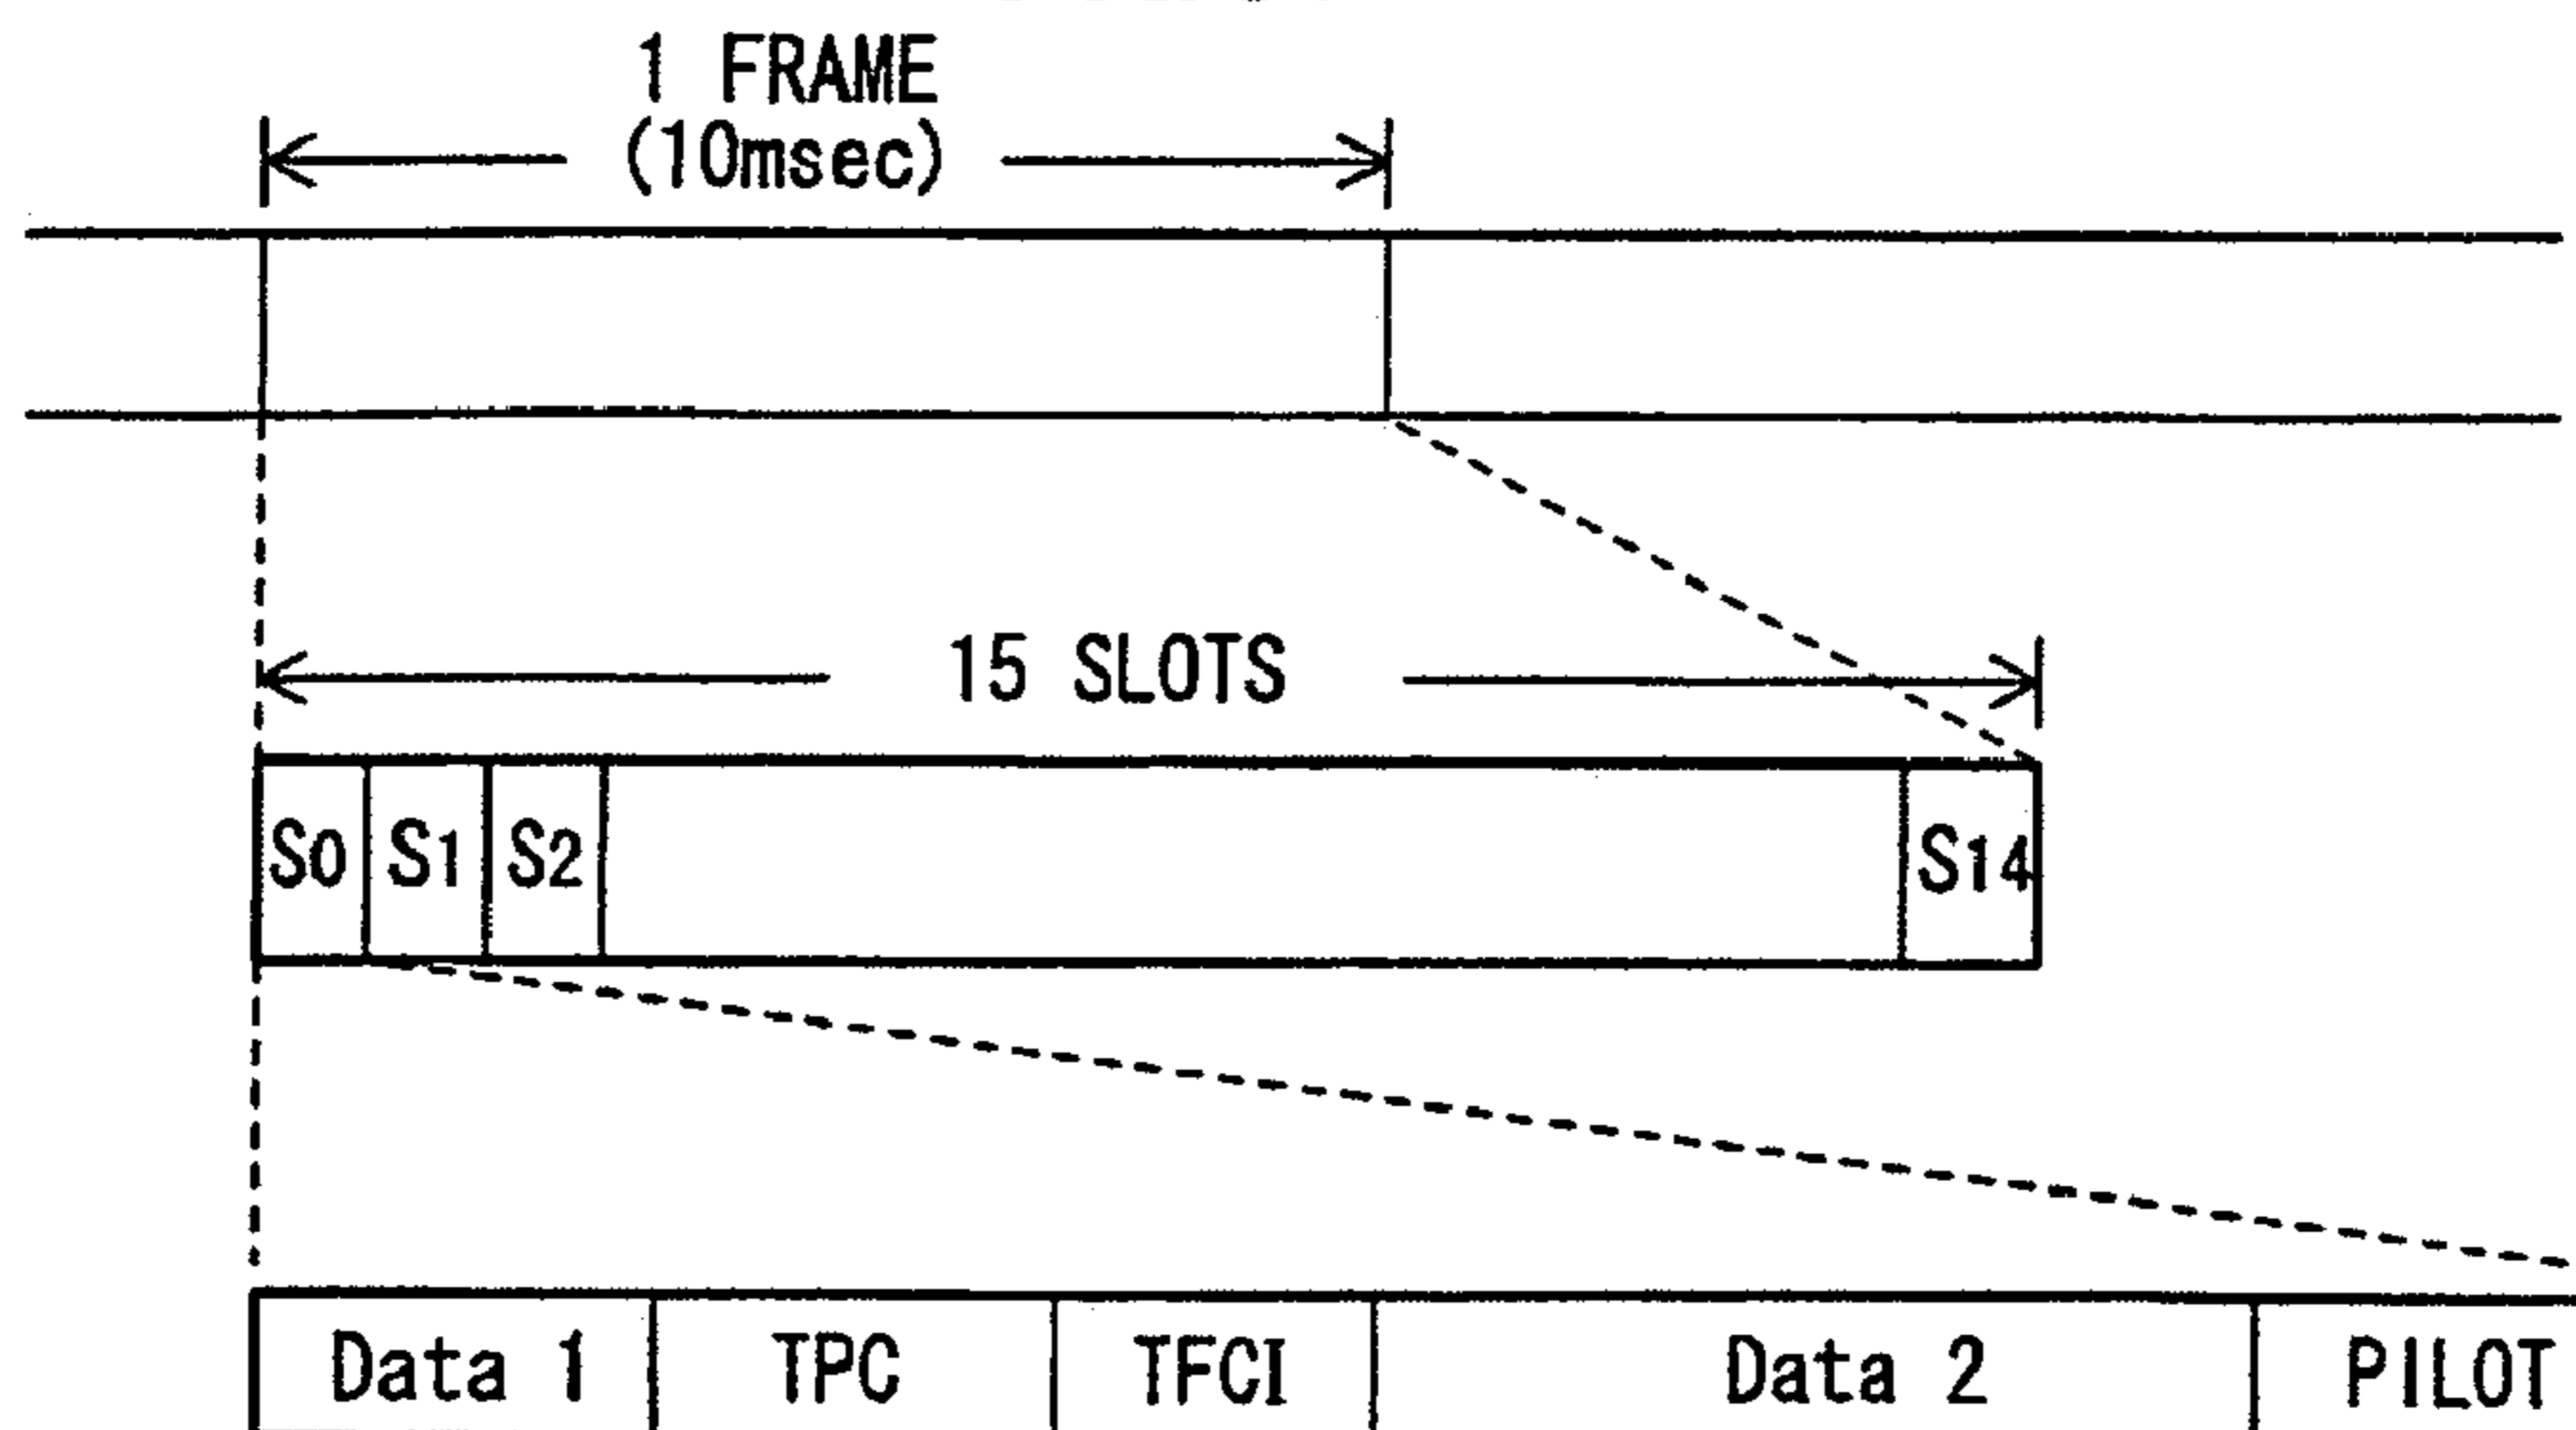 1 FRAME
(10msec)
15 SLOTS
S0 S1 S2 S14
Data 1 TPC TFCI Data 2 PILOT